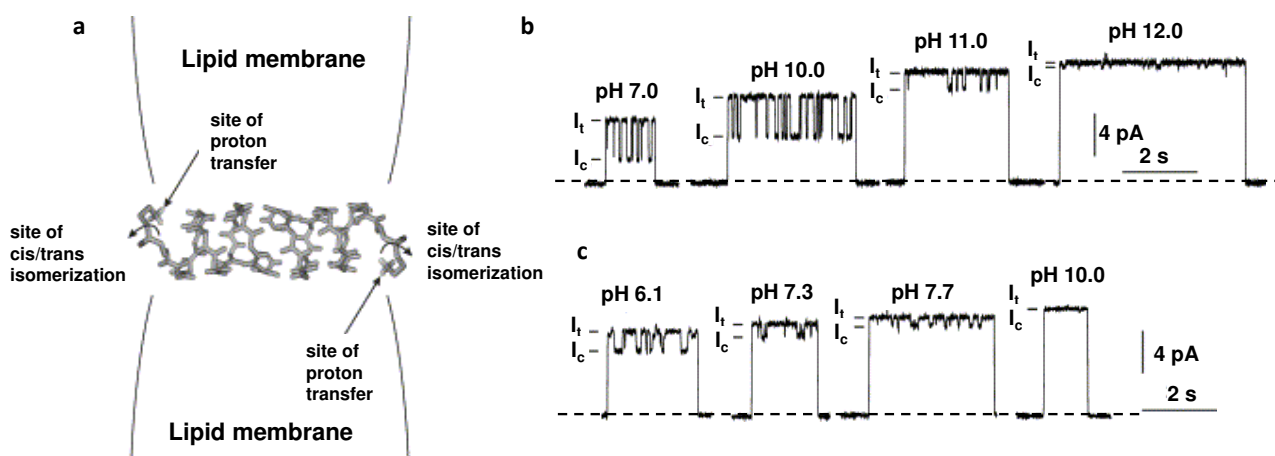 a
Lipid membrane
site of
proton
transfer
site of
cis/trans
isomerization
site of
cis/trans
isomerization
site of
proton
transfer
Lipid membrane
b
pH 7.0
It
Ic
pH 10.0
It
Ic
pH 11.0
It
Ic
pH 12.0
It
Ic
4 pA
2 s
c
pH 6.1
It
Ic
pH 7.3
It
Ic
pH 7.7
It
Ic
pH 10.0
It
Ic
4 pA
2 s